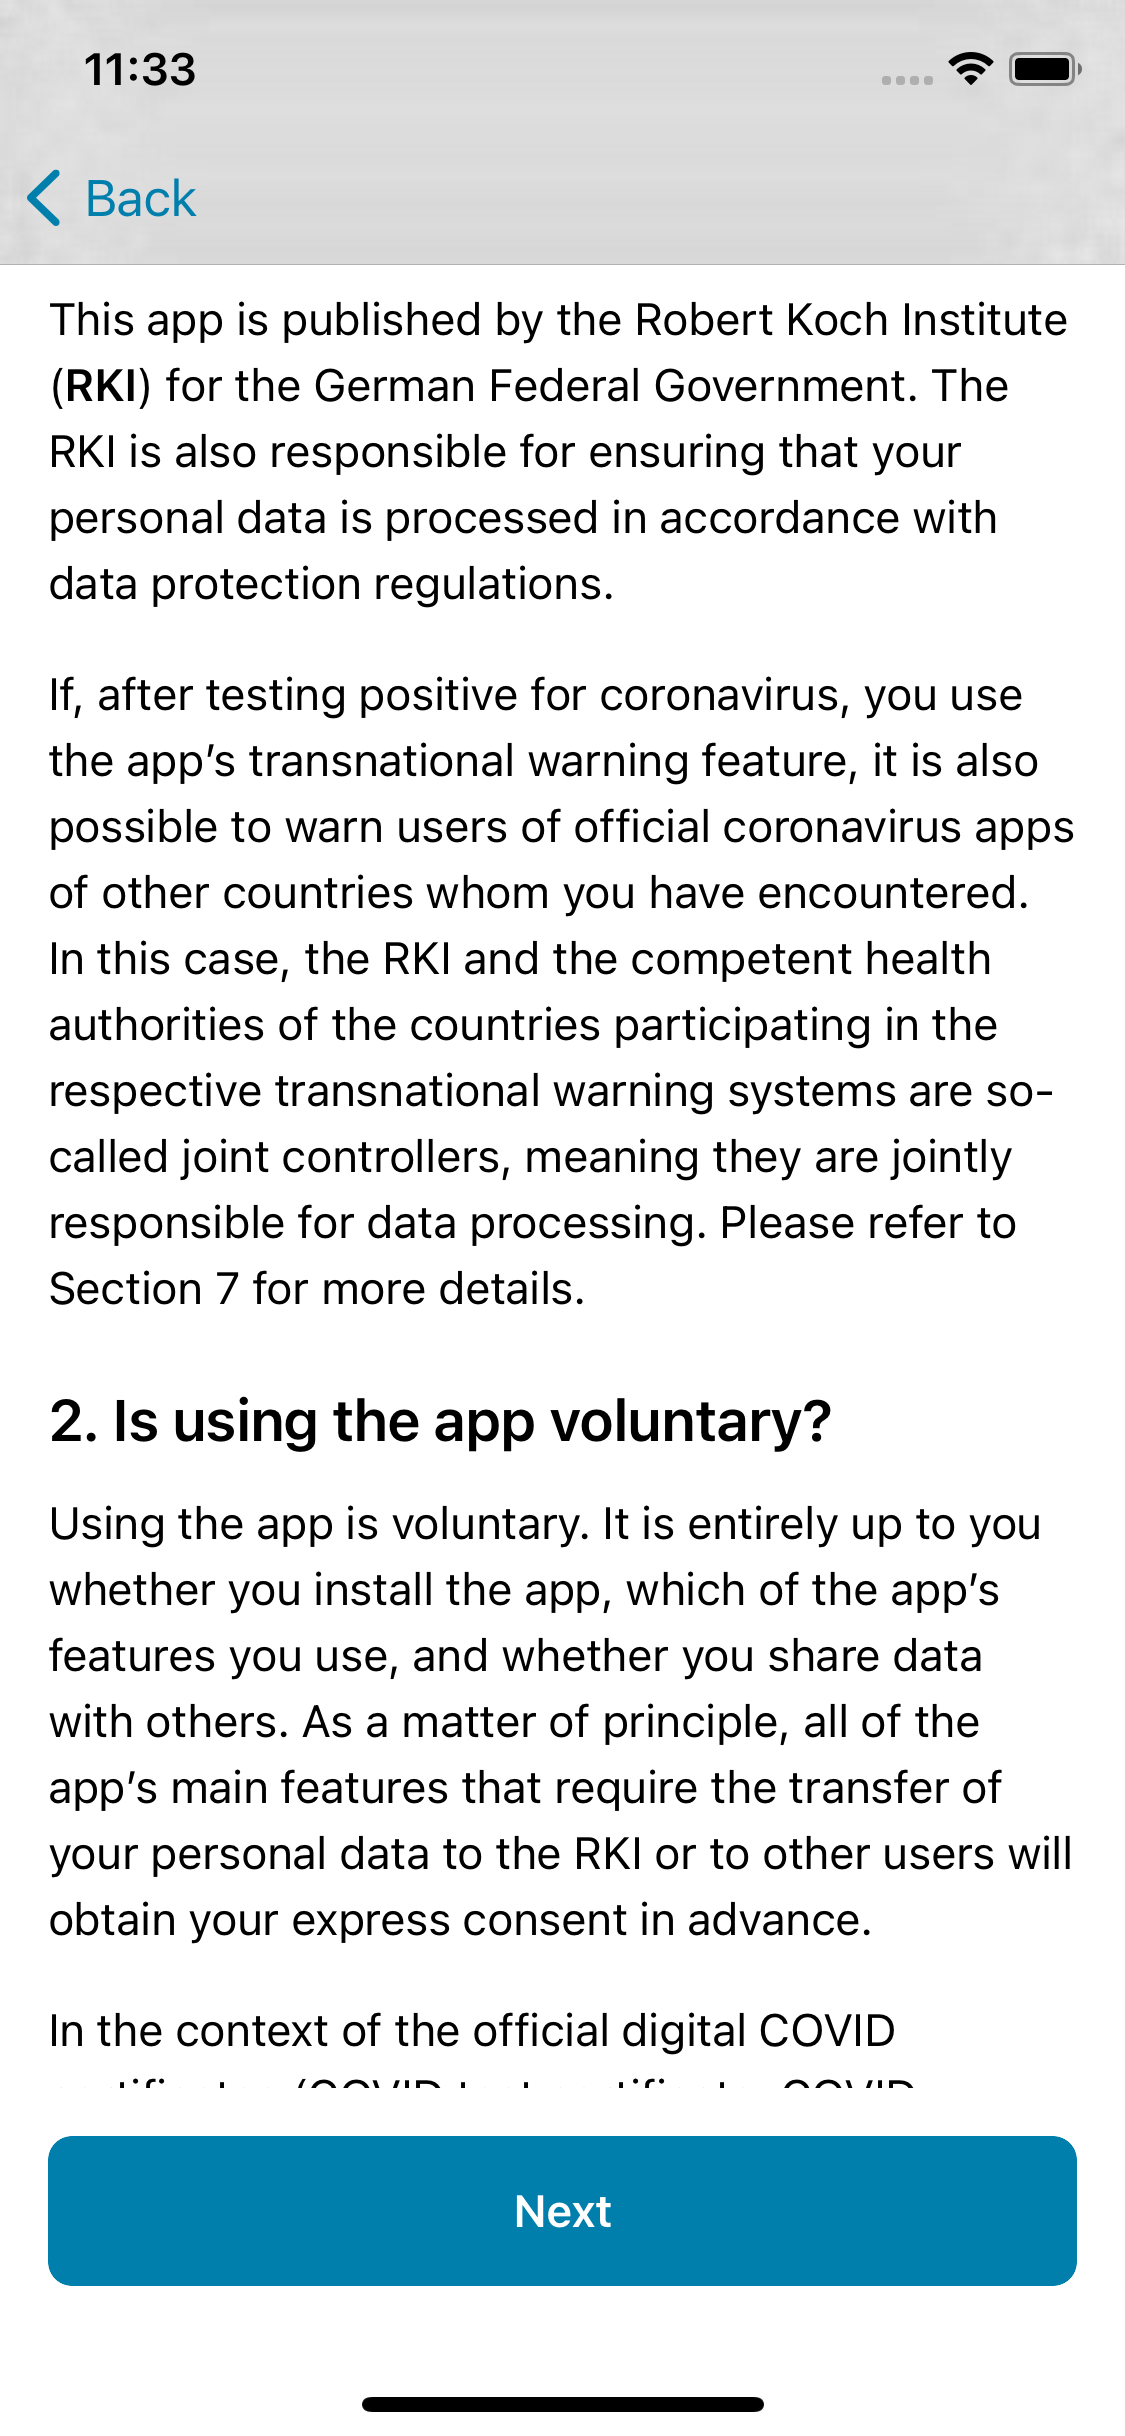 11:33
Back
This app is published by the Robert Koch Institute
(RKI) for the German Federal Government. The
RKI is also responsible for ensuring that your
personal data is processed in accordance with
data protection regulations.
If, after testing positive for coronavirus, you use
the app’s transnational warning feature, it is also
possible to warn users of official coronavirus apps
of other countries whom you have encountered.
In this case, the RKI and the competent health
authorities of the countries participating in the
respective transnational warning systems are so-
called joint controllers, meaning they are jointly
responsible for data processing. Please refer to
Section 7 for more details.
2. Is using the app voluntary?
Using the app is voluntary. It is entirely up to you
whether you install the app, which of the app’s
features you use, and whether you share data
with others. As a matter of principle, all of the
app’s main features that require the transfer of
your personal data to the RKI or to other users will
obtain your express consent in advance.
In the context of the official digital COVID
Next